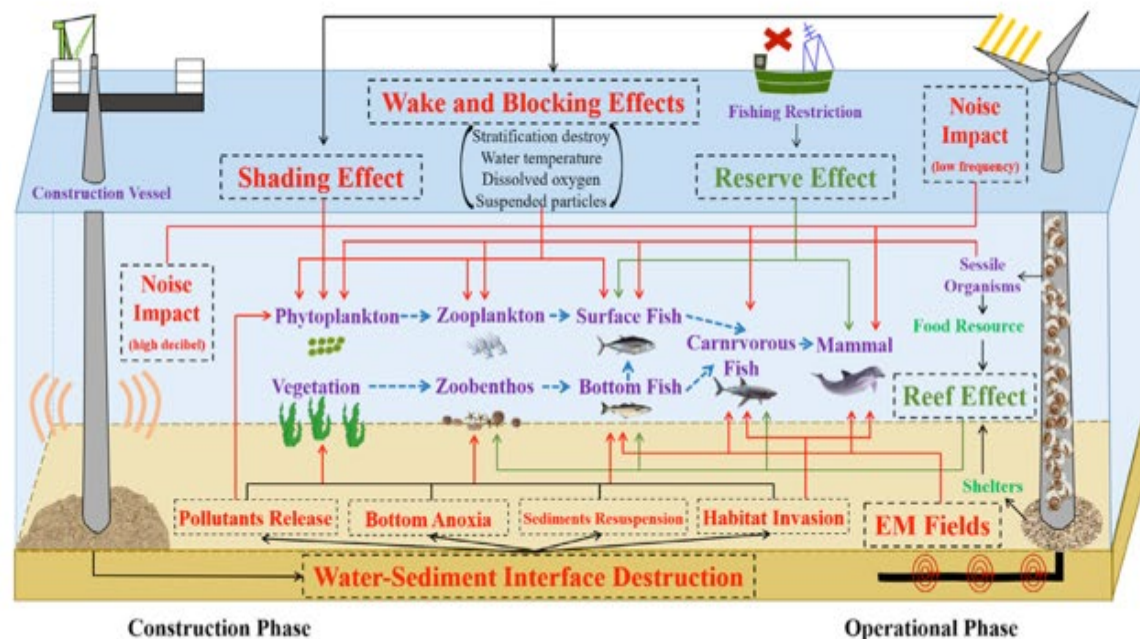 Wake and Blocking Effects
Stratification destroy
Water temperature
Dissolved oxygen
Suspended particles
Fishing Restriction
Noise
Impact
(low frequency)
Construction Vessel
Shading Effect
Reserve Effect
Noise
Impact
(high decibel)
Sessile
Organisms
Phytoplankton
Zooplankton
Surface Fish
Carnrvorous
Fish
Mammal
Food Resource
Vegetation
Zoobenthos
Bottom Fish
Reef Effect
Shelters
Pollutants Release
Bottom Anoxia
Sediments Resuspension
Habitat Invasion
EM Fields
Water-Sediment Interface Destruction
Construction Phase
Operational Phase